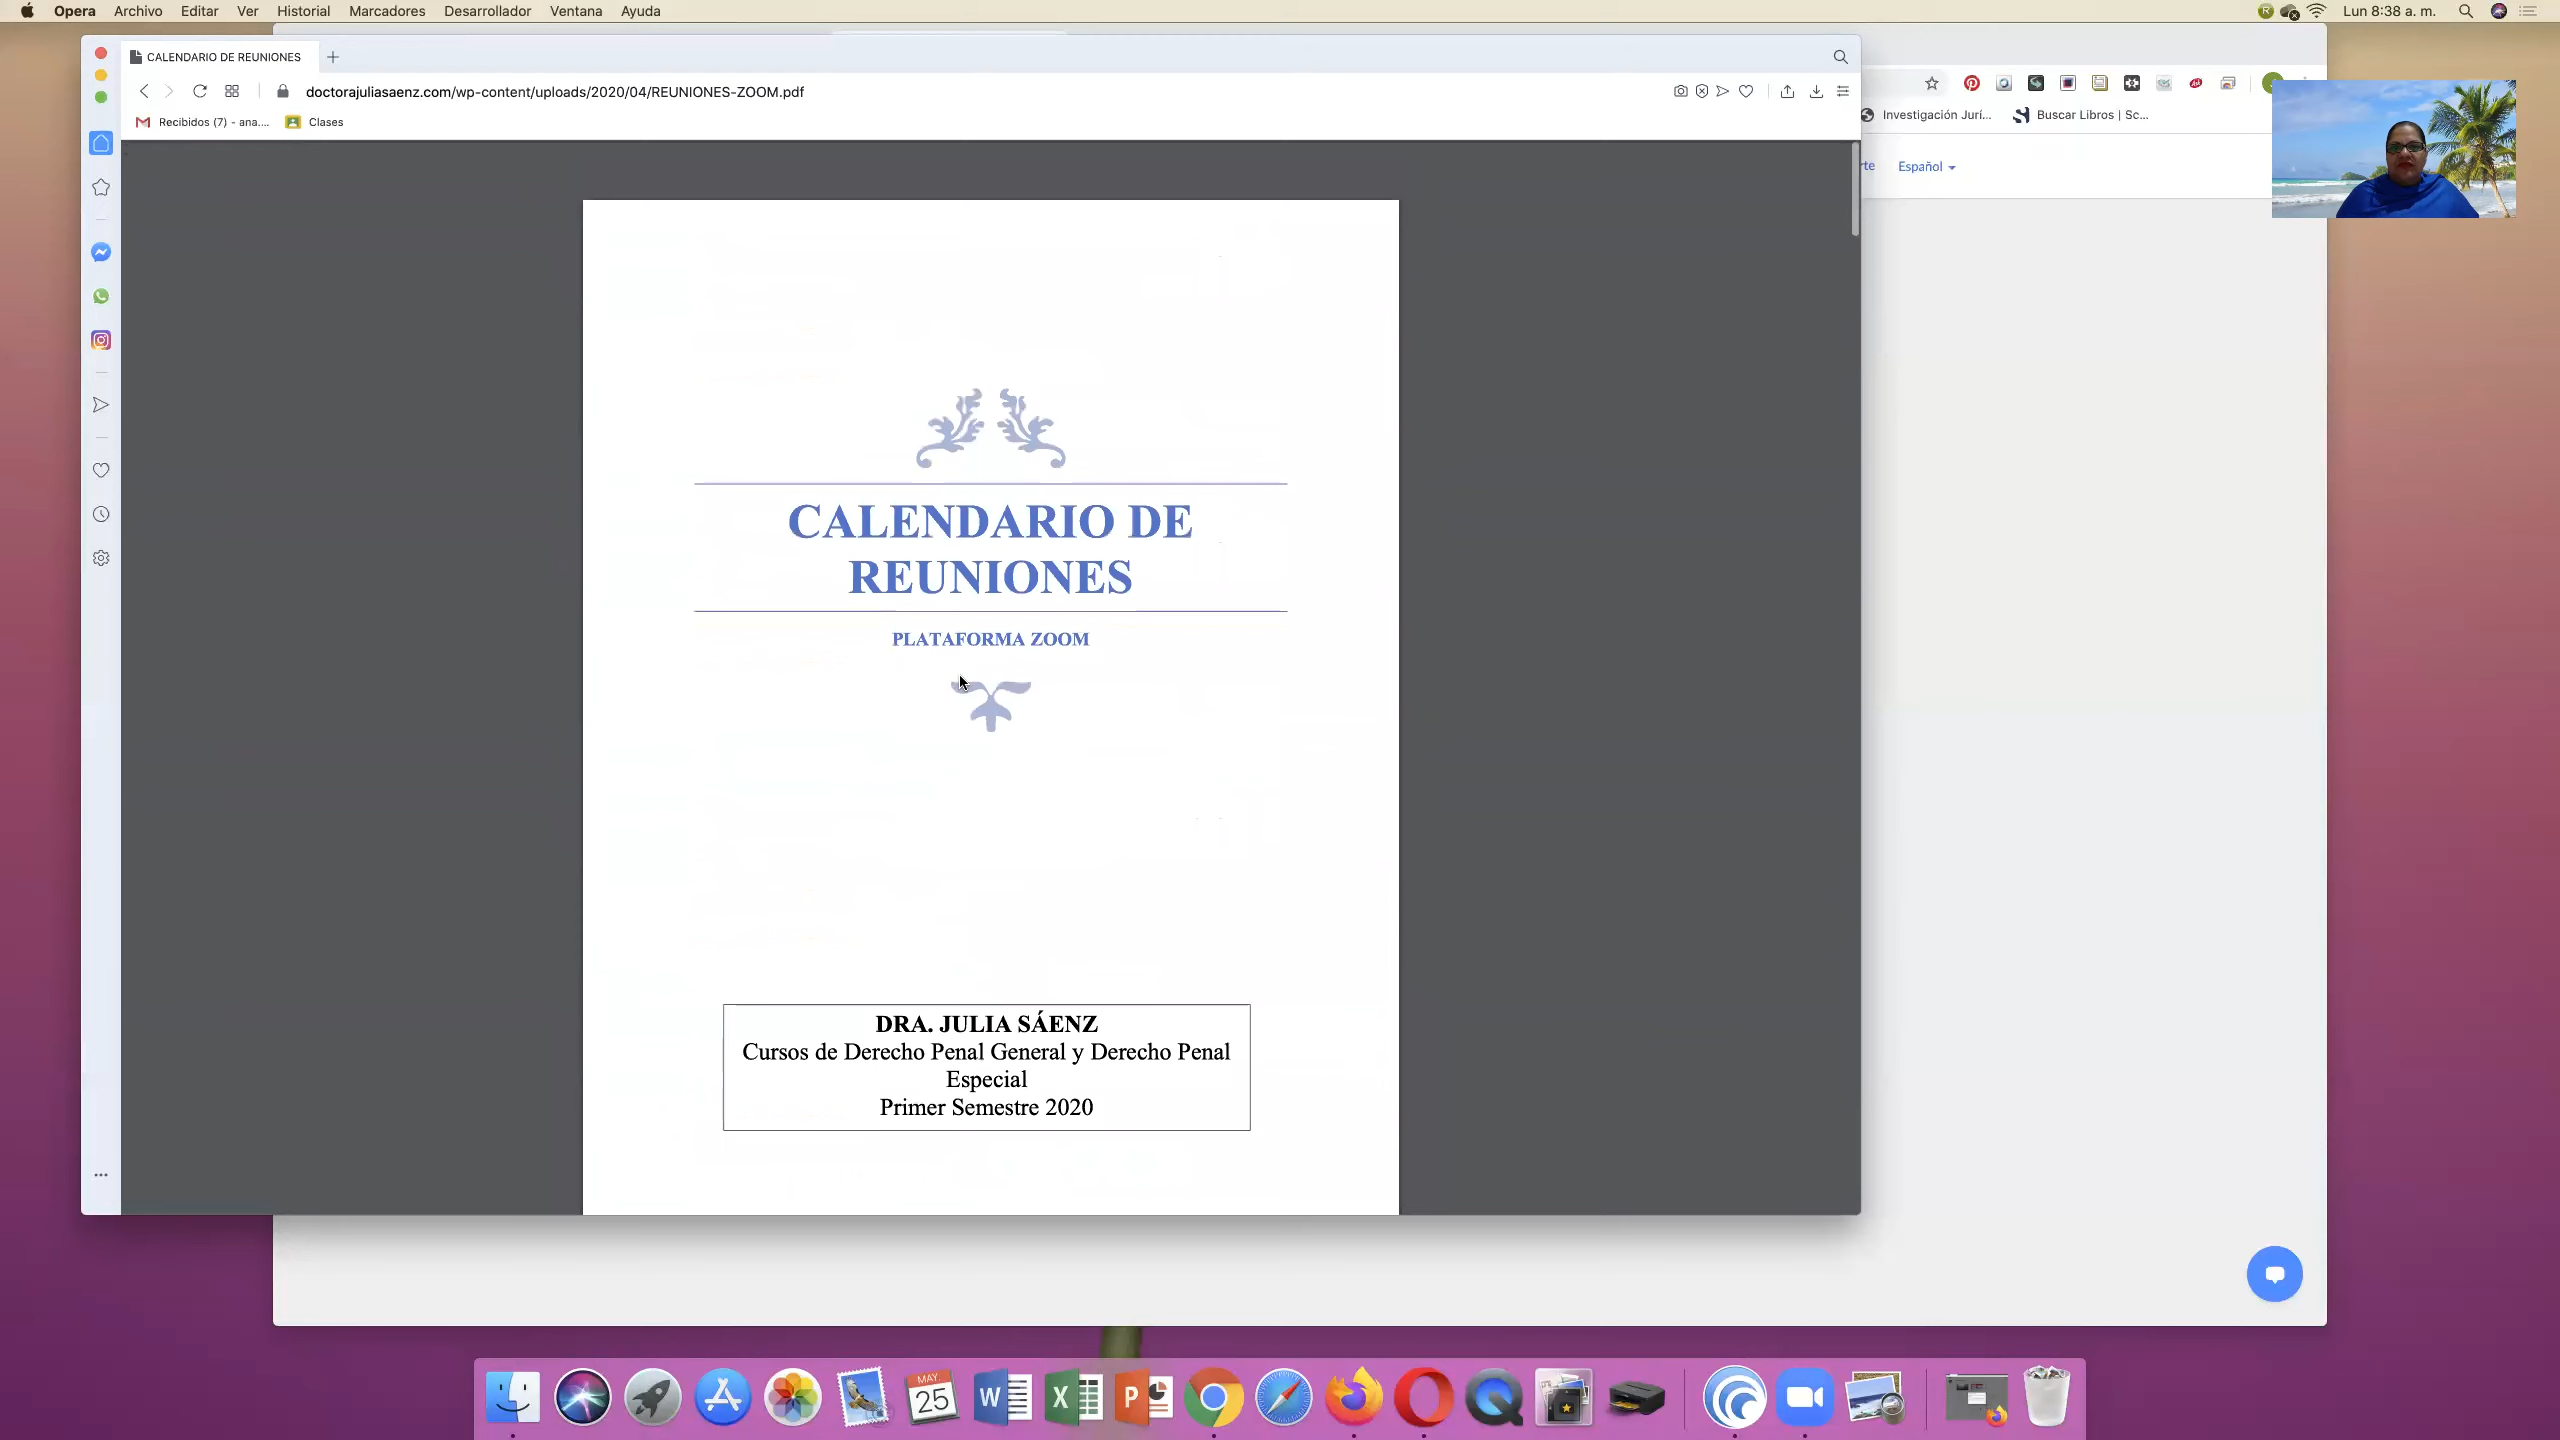 Opera Archivo Editar Ver Historial Marcadores Desarrollador Ventana Ayuda
Lun 8:38 a. m.
CALENDARIO DE REUNIONES
doctorajuliasaenz.com/wp-content/uploads/2020/04/REUNIONES-ZOOM.pdf
Recibidos (7) - ana.... Clases
Investigación Jurí... Buscar Libros | Sc...
rte Español
CALENDARIO DE
REUNIONES
PLATAFORMA ZOOM
DRA. JULIA SÁENZ
Cursos de Derecho Penal General y Derecho Penal
Especial
Primer Semestre 2020
MAY
25
W X P